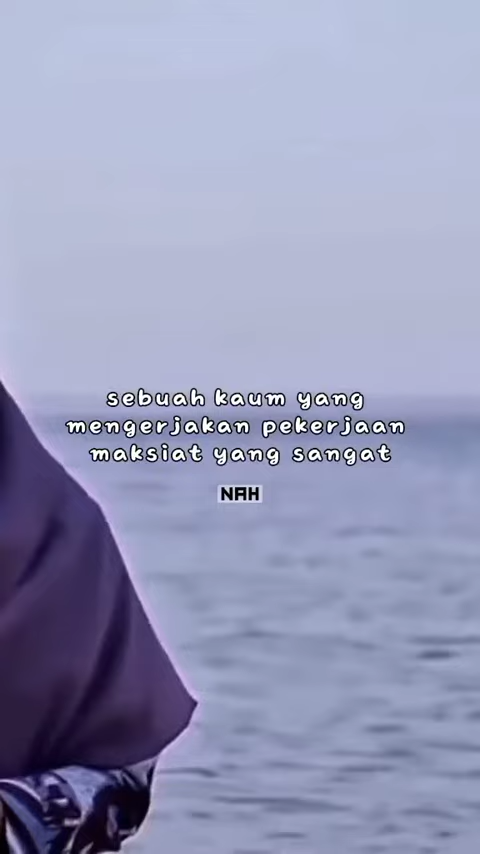 sebuah kaum yang
mengerjakan pekerjaan
maksiat yang sangat
NAH